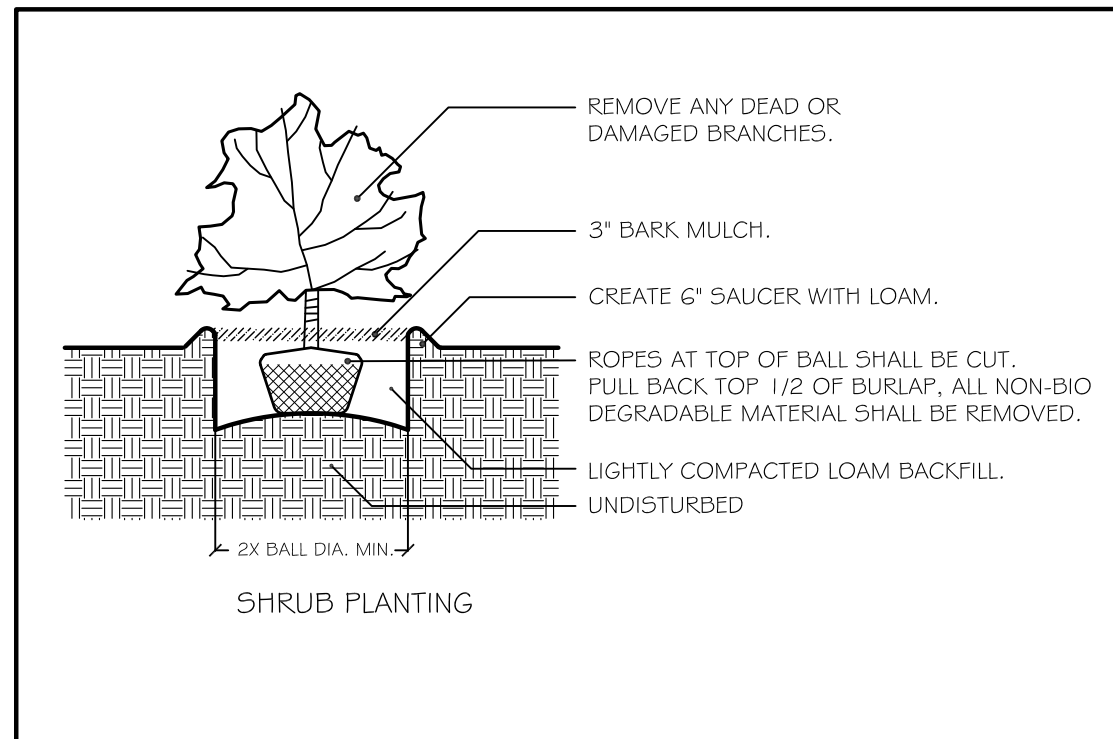 REMOVE ANY DEAD OR
DAMAGED BRANCHES.
3" BARK MULCH.
CREATE 6" SAUCER WITH LOAM.
ROPES AT TOP OF BALL SHALL BE CUT.
PULL BACK TOP 1/2 OF BURLAP, ALL NON-BIO
DEGRADABLE MATERIAL SHALL BE REMOVED.
LIGHTLY COMPACTED LOAM BACKFILL.
UNDISTURBED
2X BALL DIA. MIN.
SHRUB PLANTING